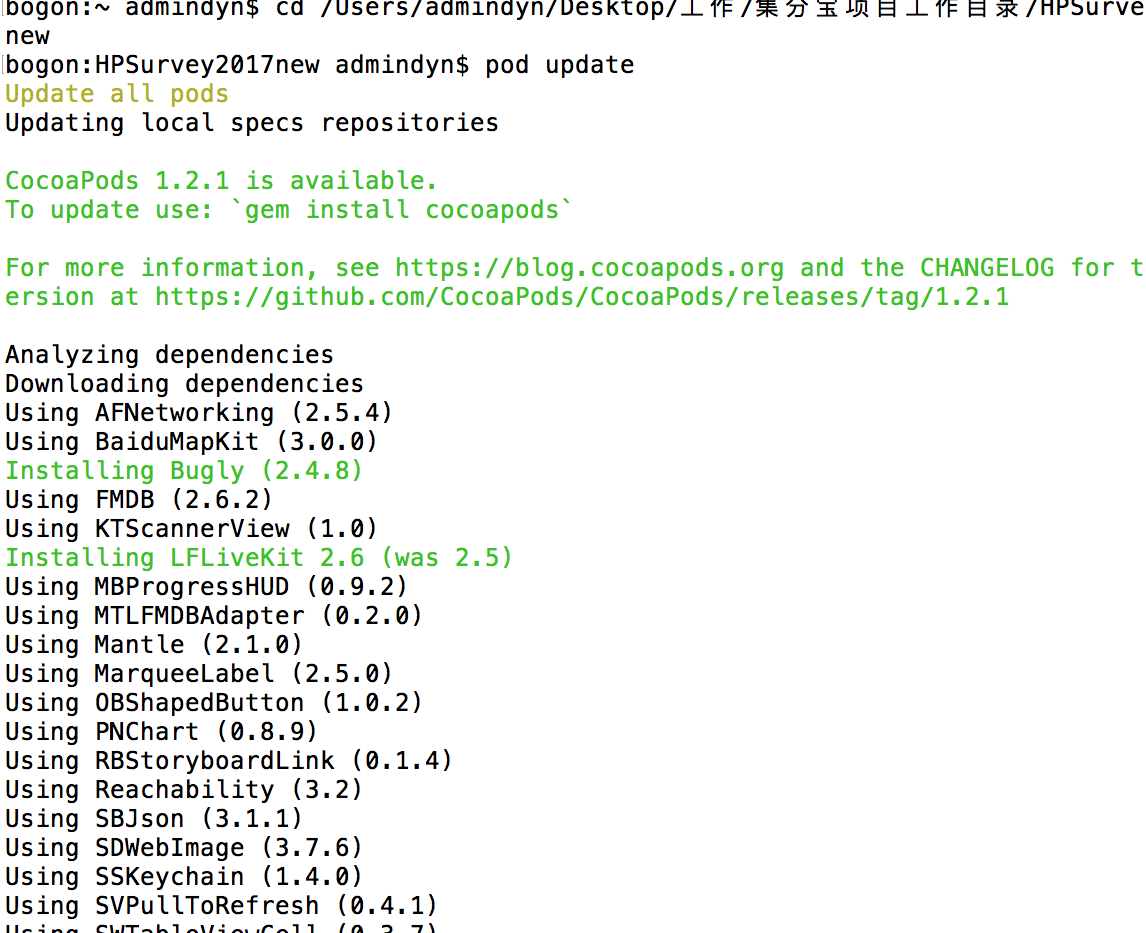 bogon:~ admindyn$ cd /Users/admindyn/Desktop/工作/集分宝项目工作目录/HPSurve
new
bogon:HPSurvey2017new admindyn$ pod update
Update all pods
Updating local specs repositories
CocoaPods 1.2.1 is available.
To update use: `gem install cocoapods`
For more information, see https://blog.cocoapods.org and the CHANGELOG for t
ersion at https://github.com/CocoaPods/CocoaPods/releases/tag/1.2.1
Analyzing dependencies
Downloading dependencies
Using AFNetworking (2.5.4)
Using BaiduMapKit (3.0.0)
Installing Bugly (2.4.8)
Using FMDB (2.6.2)
Using KTScannerView (1.0)
Installing LFLiveKit 2.6 (was 2.5)
Using MBProgressHUD (0.9.2)
Using MTLFMDBAdapter (0.2.0)
Using Mantle (2.1.0)
Using MarqueeLabel (2.5.0)
Using OBShapedButton (1.0.2)
Using PNChart (0.8.9)
Using RBStoryboardLink (0.1.4)
Using Reachability (3.2)
Using SBJson (3.1.1)
Using SDWebImage (3.7.6)
Using SSKeychain (1.4.0)
Using SVPullToRefresh (0.4.1)
Using SWTableViewCell (0.3.7)